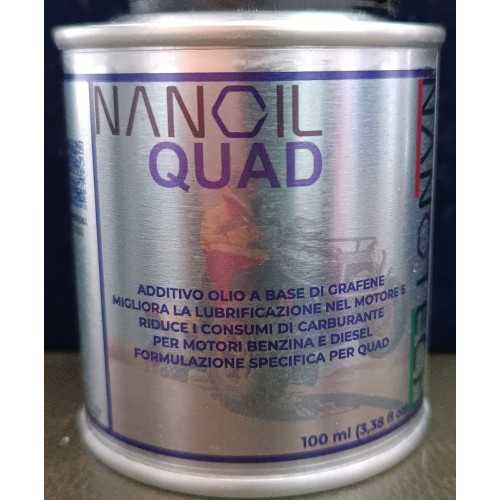 NANOIL
QUAD
ADDITIVO OLIO A BASE DI GRAFENE
MIGLIORA LA LUBRIFICAZIONE NEL MOTORE E
RIDUCE I CONSUMI DI CARBURANTE
PER MOTORI BENZINA E DIESEL
FORMULAZIONE SPECIFICA PER QUAD
100 ml (3,38 fl